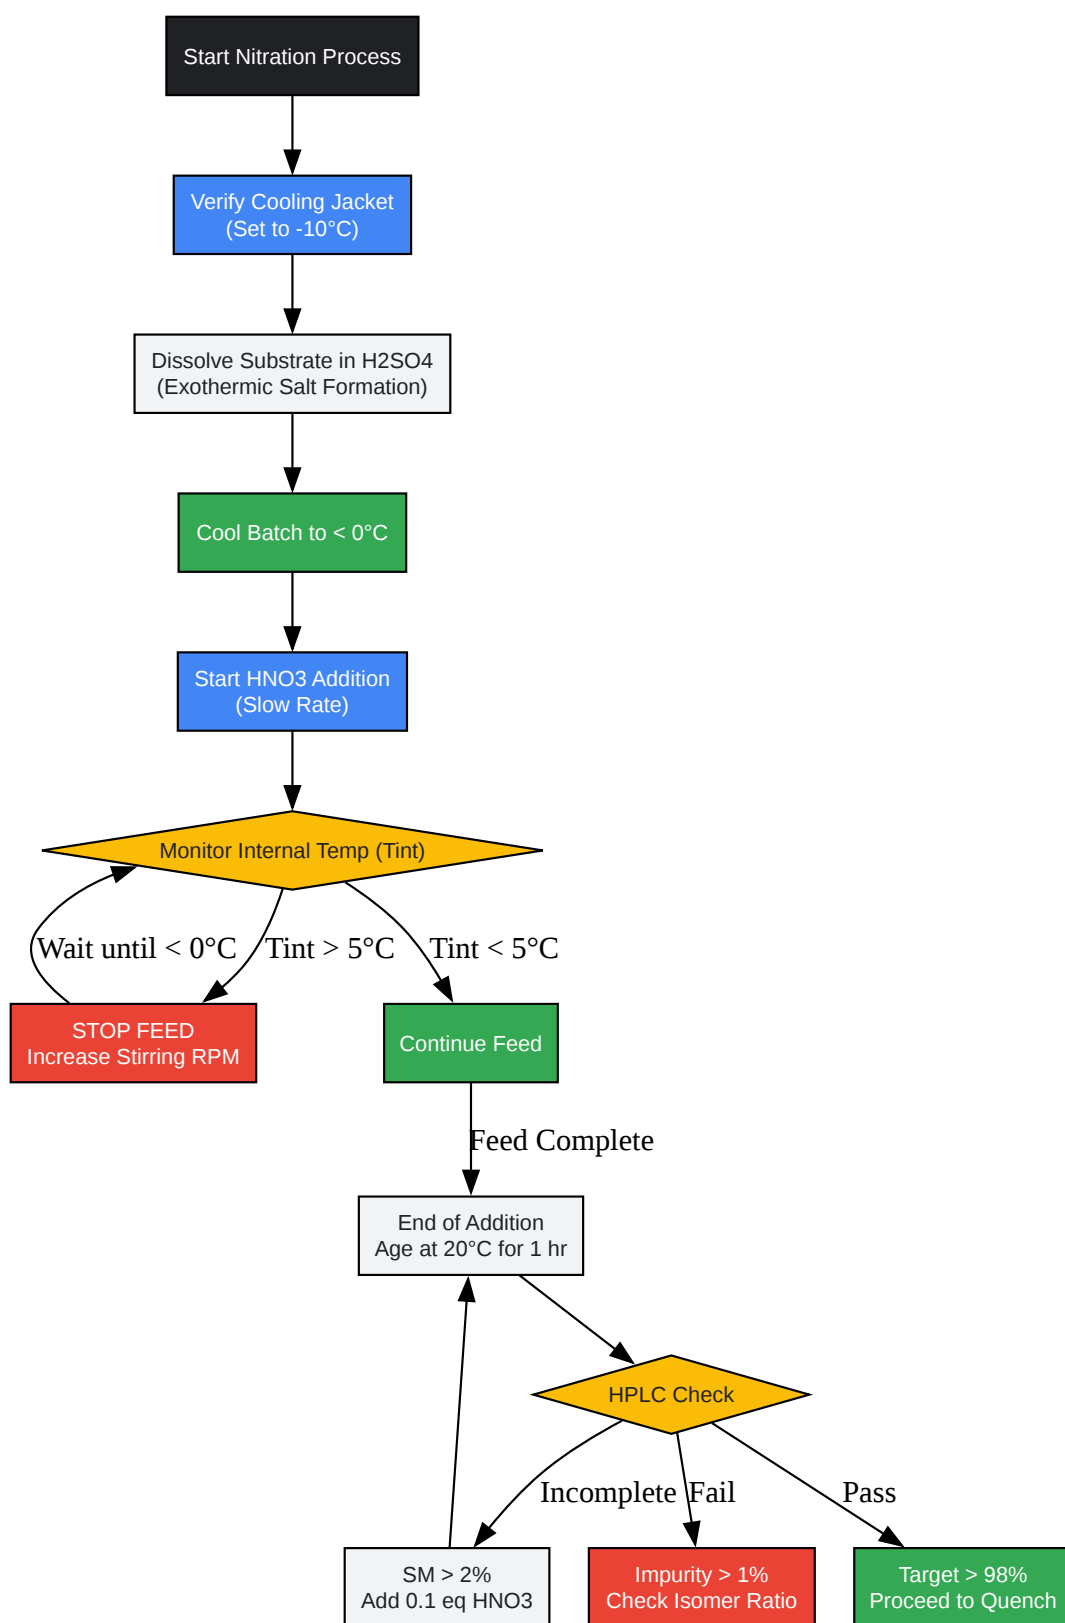 Start Nitration Process
Verify Cooling Jacket
(Set to -10°C)
Dissolve Substrate in H2SO4
(Exothermic Salt Formation)
Cool Batch to < 0°C
Start HNO3 Addition
(Slow Rate)
Monitor Internal Temp (Tint)
Wait until < 0°C
Tint > 5°C
Tint < 5°C
STOP FEED
Increase Stirring RPM
Continue Feed
Feed Complete
End of Addition
Age at 20°C for 1 hr
HPLC Check
Incomplete
Fail
Pass
SM > 2%
Add 0.1 eq HNO3
Impurity > 1%
Check Isomer Ratio
Target > 98%
Proceed to Quench